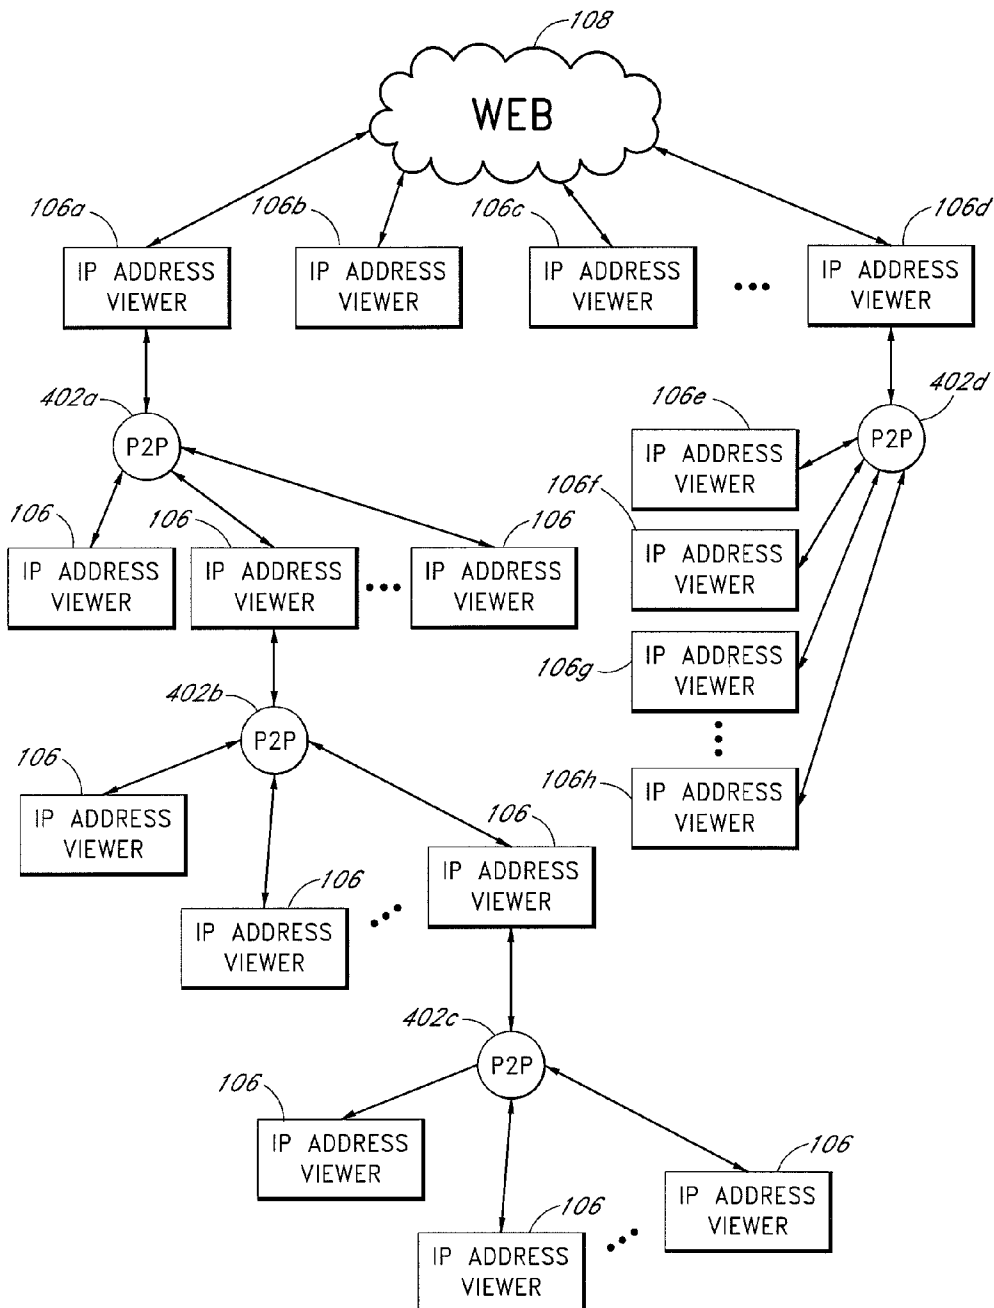 108
WEB
106a
106b
106c
106d
IP ADDRESS
VIEWER
IP ADDRESS
VIEWER
IP ADDRESS
VIEWER
IP ADDRESS
VIEWER
402a
P2P
402d
P2P
106e
IP ADDRESS
VIEWER
106f
IP ADDRESS
VIEWER
106g
IP ADDRESS
VIEWER
106h
IP ADDRESS
VIEWER
106
IP ADDRESS
VIEWER
106
IP ADDRESS
VIEWER
106
IP ADDRESS
VIEWER
402b
P2P
106
IP ADDRESS
VIEWER
106
IP ADDRESS
VIEWER
106
IP ADDRESS
VIEWER
402c
P2P
106
IP ADDRESS
VIEWER
106
IP ADDRESS
VIEWER
106
IP ADDRESS
VIEWER